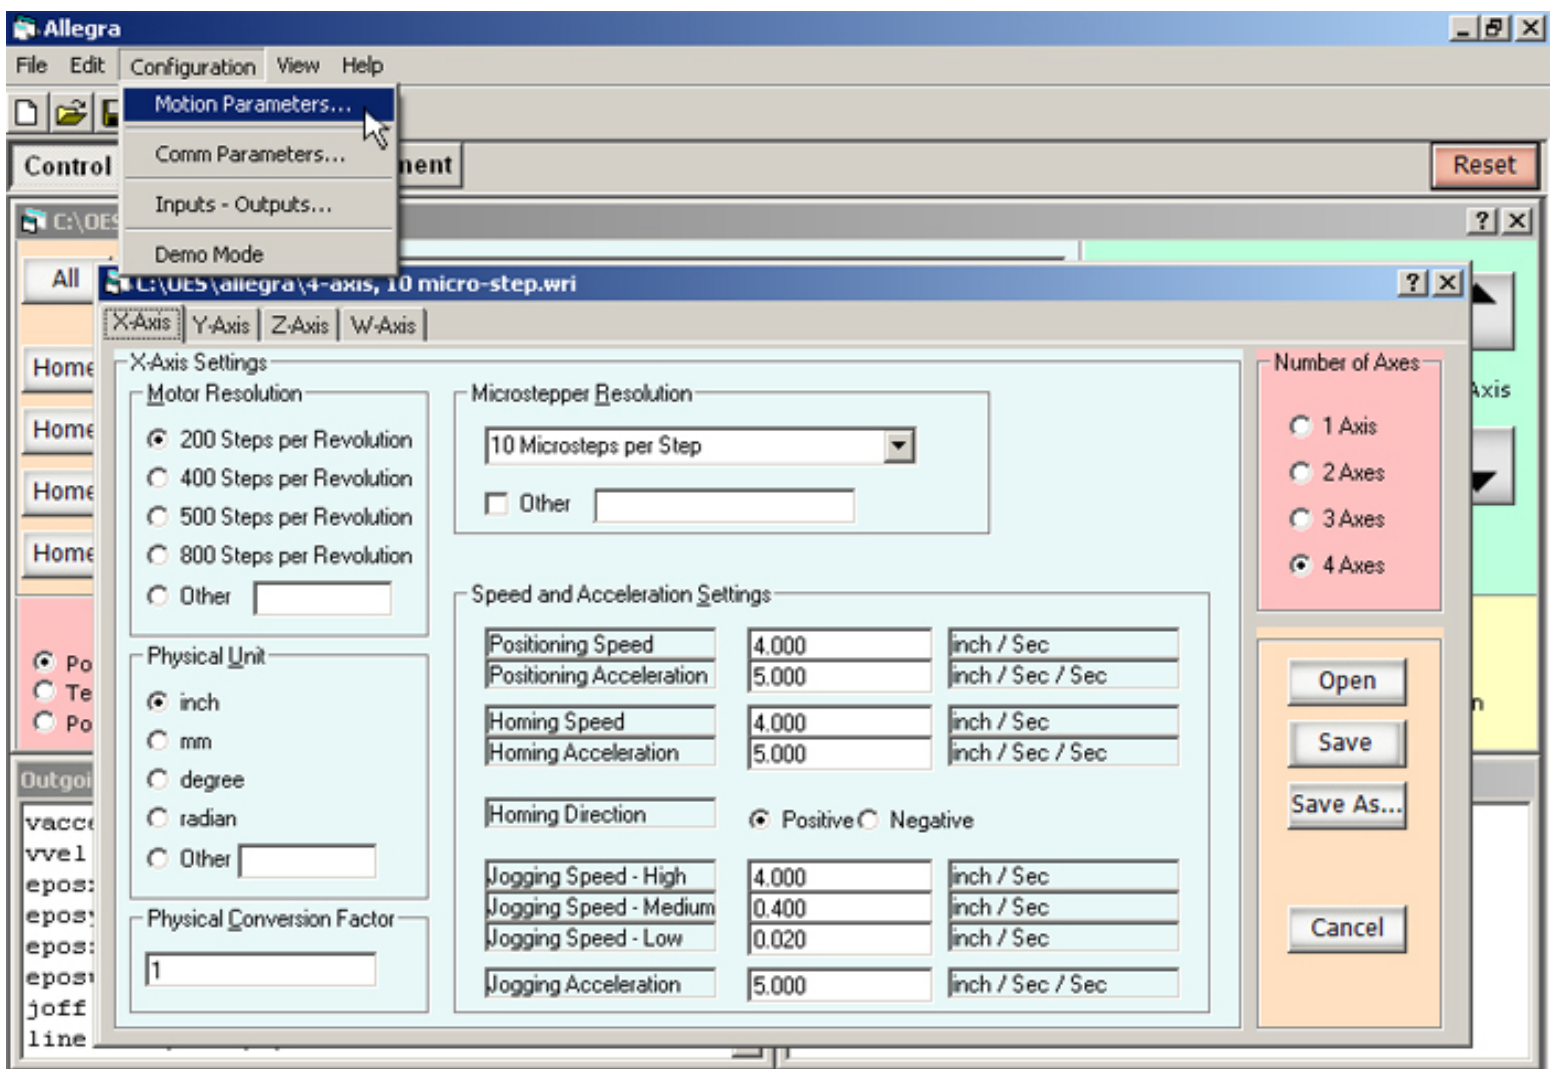 Allegra
File Edit Configuration View Help
Motion Parameters...
Comm Parameters...
Inputs - Outputs...
Demo Mode
Control
Reset
All
C:\OES\allegra\4-axis, 10 micro-step.wri
X-Axis Y-Axis Z-Axis W-Axis
X-Axis Settings
Motor Resolution
200 Steps per Revolution
400 Steps per Revolution
500 Steps per Revolution
800 Steps per Revolution
Other
Physical Unit
inch
mm
degree
radian
Other
Physical Conversion Factor
1
Microstepper Resolution
10 Microsteps per Step
Other
Speed and Acceleration Settings
Positioning Speed 4.000 inch / Sec
Positioning Acceleration 5.000 inch / Sec / Sec
Homing Speed 4.000 inch / Sec
Homing Acceleration 5.000 inch / Sec / Sec
Homing Direction Positive Negative
Jogging Speed - High 4.000 inch / Sec
Jogging Speed - Medium 0.400 inch / Sec
Jogging Speed - Low 0.020 inch / Sec
Jogging Acceleration 5.000 inch / Sec / Sec
Number of Axes
1 Axis
2 Axes
3 Axes
4 Axes
Open
Save
Save As...
Cancel
Home
Home
Home
Home
Axis
vvel
joff
line